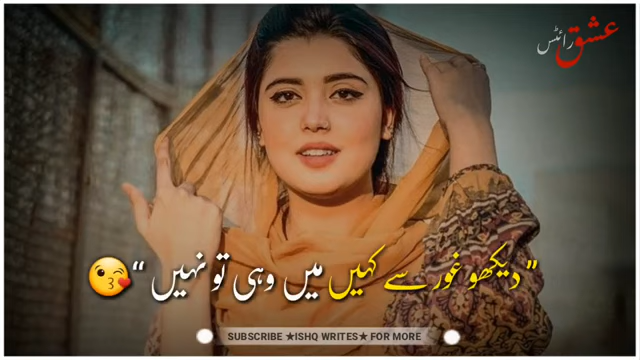 عشق رائٹس
" دیکھو غور سے کہیں میں وہی تو نہیں "
SUBSCRIBE ★ISHQ WRITES★ FOR MORE